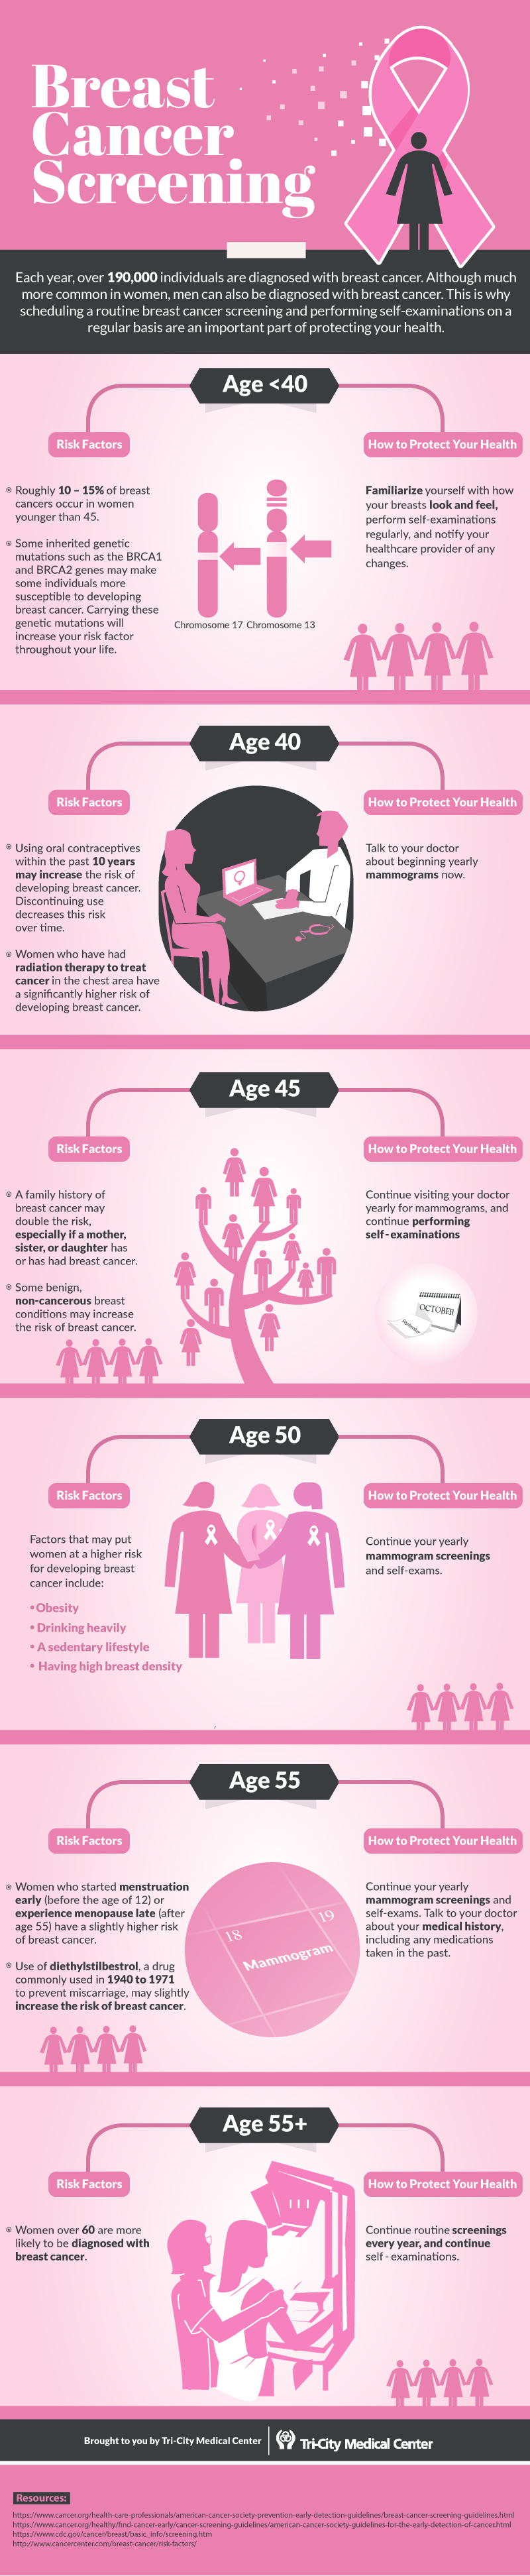 Breast
Cancer
Screening
Each year, over 190,000 individuals are diagnosed with breast cancer. Although much
more common in women, men can also be diagnosed with breast cancer. This is why
scheduling a routine breast cancer screening and performing self-examinations on a
regular basis are an important part of protecting your health.
Age <40
Risk Factors
Roughly 10 – 15% of breast
cancers occur in women
younger than 45.
Some inherited genetic
mutations such as the BRCA1
and BRCA2 genes may make
some individuals more
susceptible to developing
breast cancer. Carrying these
genetic mutations will
increase your risk factor
throughout your life.
Chromosome 17 Chromosome 13
How to Protect Your Health
Familiarize yourself with how
your breasts look and feel,
perform self-examinations
regularly, and notify your
healthcare provider of any
changes.
Age 40
Risk Factors
Using oral contraceptives
within the past 10 years
may increase the risk of
developing breast cancer.
Discontinuing use
decreases this risk
over time.
Women who have had
radiation therapy to treat
cancer in the chest area have
a significantly higher risk of
developing breast cancer.
How to Protect Your Health
Talk to your doctor
about beginning yearly
mammograms now.
Age 45
Risk Factors
A family history of
breast cancer may
double the risk,
especially if a mother,
sister, or daughter has
or has had breast cancer.
Some benign,
non-cancerous breast
conditions may increase
the risk of breast cancer.
How to Protect Your Health
Continue visiting your doctor
yearly for mammograms, and
continue performing
self-examinations
OCTOBER
September
Age 50
Risk Factors
Factors that may put
women at a higher risk
for developing breast
cancer include:
• Obesity
• Drinking heavily
• A sedentary lifestyle
• Having high breast density
How to Protect Your Health
Continue your yearly
mammogram screenings
and self-exams.
Age 55
Risk Factors
Women who started menstruation
early (before the age of 12) or
experience menopause late (after
age 55) have a slightly higher risk
of breast cancer.
Use of diethylstilbestrol, a drug
commonly used in 1940 to 1971
to prevent miscarriage, may slightly
increase the risk of breast cancer.
18
19
Mammogram
How to Protect Your Health
Continue your yearly
mammogram screenings and
self-exams. Talk to your doctor
about your medical history,
including any medications
taken in the past.
Age 55+
Risk Factors
Women over 60 are more
likely to be diagnosed with
breast cancer.
How to Protect Your Health
Continue routine screenings
every year, and continue
self - examinations.
Brought to you by Tri-City Medical Center
Tri-City Medical Center
Resources:
https://www.cancer.org/health-care-professionals/american-cancer-society-prevention-early-detection-guidelines/breast-cancer-screening-guidelines.html
https://www.cancer.org/healthy/find-cancer-early/cancer-screening-guidelines/american-cancer-society-guidelines-for-the-early-detection-of-cancer.html
https://www.cdc.gov/cancer/breast/basic_info/screening.htm
http://www.cancercenter.com/breast-cancer/risk-factors/